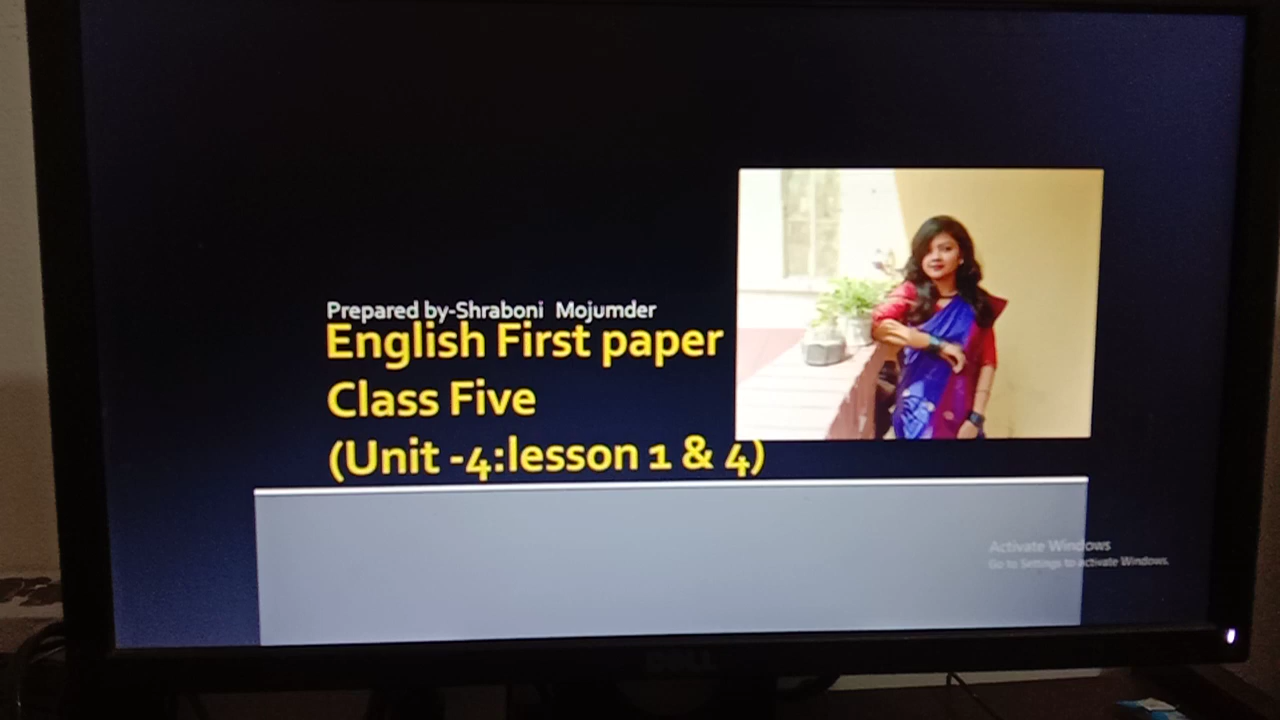 Prepared by-Shraboni Mojumder
English First paper
Class Five
(Unit -4:lesson 1 & 4)
Activate Windows
Go to Settings to activate Windows.
DELL